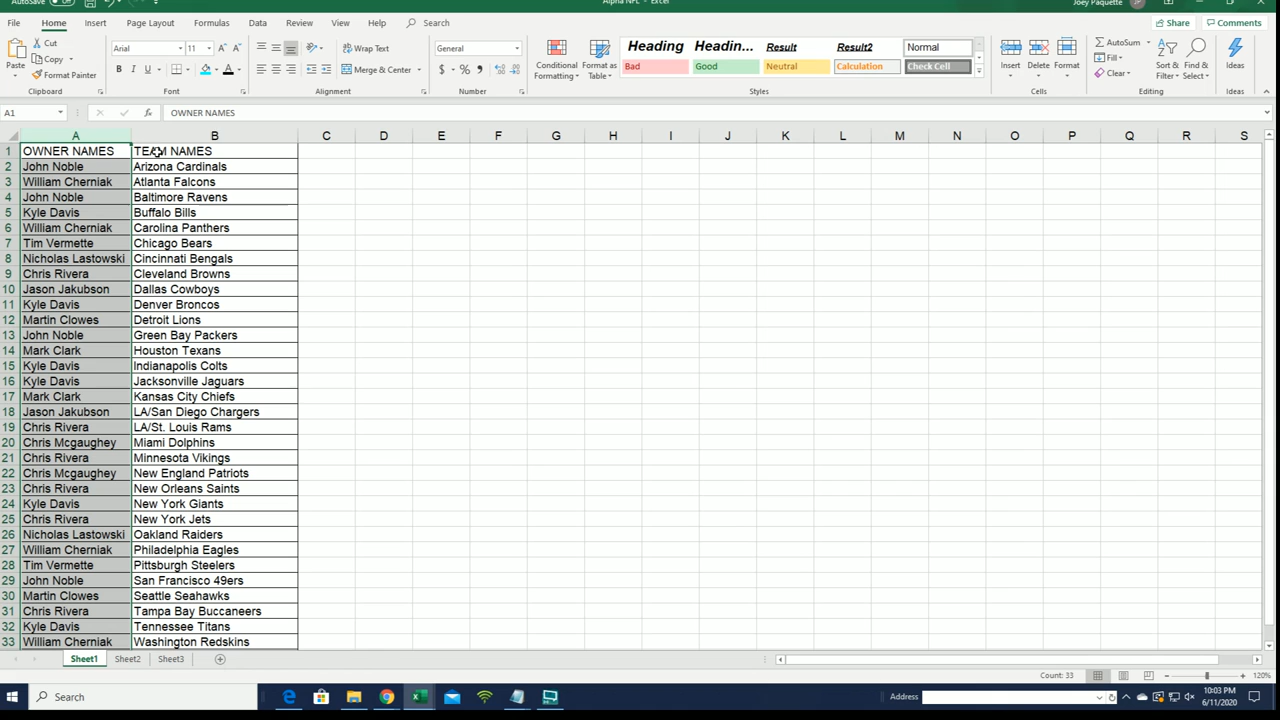 AutoSave Off Alpha NFL - Excel Joey Paquette JP
File Home Insert Page Layout Formulas Data Review View Help Search Share Comments
Paste Cut Copy Format Painter Clipboard
Arial 11 B I U A Font
Wrap Text Merge & Center Alignment
General $ % , Number
Conditional Formatting Format as Table
Heading Headin... Result Result2 Normal
Bad Good Neutral Calculation Check Cell
Styles
Insert Delete Format Cells
AutoSum Fill Clear Sort & Filter Find & Select Editing
Ideas Ideas
A1 fx OWNER NAMES
A B C D E F G H I J K L M N O P Q R S
1 OWNER NAMES TEAM NAMES
2 John Noble Arizona Cardinals
3 William Cherniak Atlanta Falcons
4 John Noble Baltimore Ravens
5 Kyle Davis Buffalo Bills
6 William Cherniak Carolina Panthers
7 Tim Vermette Chicago Bears
8 Nicholas Lastowski Cincinnati Bengals
9 Chris Rivera Cleveland Browns
10 Jason Jakubson Dallas Cowboys
11 Kyle Davis Denver Broncos
12 Martin Clowes Detroit Lions
13 John Noble Green Bay Packers
14 Mark Clark Houston Texans
15 Kyle Davis Indianapolis Colts
16 Kyle Davis Jacksonville Jaguars
17 Mark Clark Kansas City Chiefs
18 Jason Jakubson LA/San Diego Chargers
19 Chris Rivera LA/St. Louis Rams
20 Chris Mcgaughey Miami Dolphins
21 Chris Rivera Minnesota Vikings
22 Chris Mcgaughey New England Patriots
23 Chris Rivera New Orleans Saints
24 Kyle Davis New York Giants
25 Chris Rivera New York Jets
26 Nicholas Lastowski Oakland Raiders
27 William Cherniak Philadelphia Eagles
28 Tim Vermette Pittsburgh Steelers
29 John Noble San Francisco 49ers
30 Martin Clowes Seattle Seahawks
31 Chris Rivera Tampa Bay Buccaneers
32 Kyle Davis Tennessee Titans
33 William Cherniak Washington Redskins
Sheet1 Sheet2 Sheet3
Count: 33 120%
Search Address 10:03 PM
6/11/2020